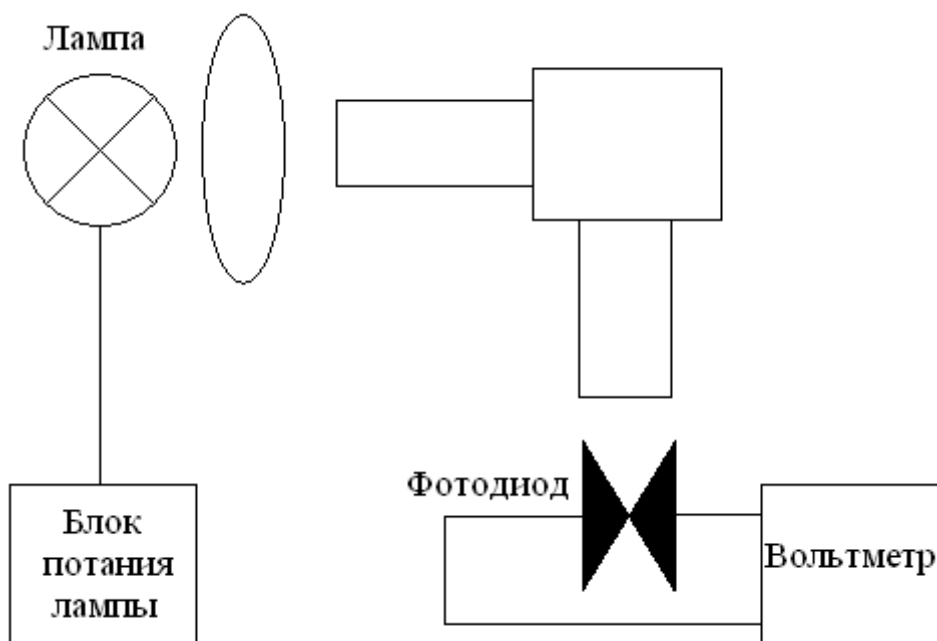 Лампа
Фотодиод
Блок
потания
лампы
Вольтметр